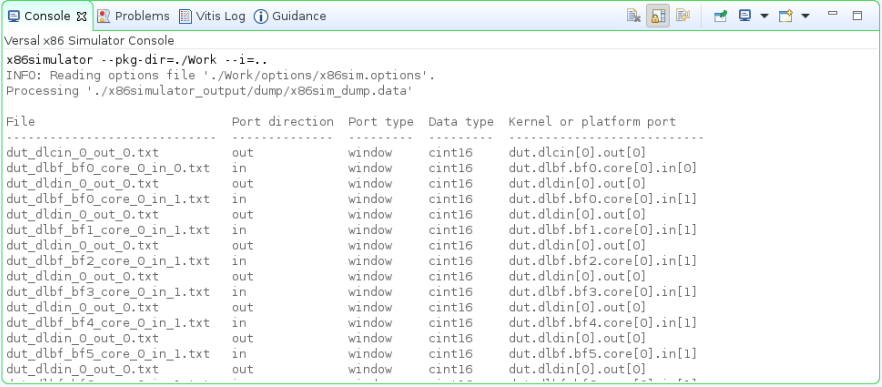 Console Problems Vitis Log Guidance
Versal x86 Simulator Console
x86simulator --pkg-dir=./Work --i=..
INFO: Reading options file './Work/options/x86sim.options'.
Processing './x86simulator_output/dump/x86sim_dump.data'
File Port direction Port type Data type Kernel or platform port
---------------------------- -------------- --------- --------- --------------------------
dut_dlcin_0_out_0.txt out window cint16 dut.dlcin[0].out[0]
dut_dlbf_bf0_core_0_in_0.txt in window cint16 dut.dlbf.bf0.core[0].in[0]
dut_dldin_0_out_0.txt out window cint16 dut.dldin[0].out[0]
dut_dlbf_bf0_core_0_in_1.txt in window cint16 dut.dlbf.bf0.core[0].in[1]
dut_dldin_0_out_0.txt out window cint16 dut.dldin[0].out[0]
dut_dlbf_bf1_core_0_in_1.txt in window cint16 dut.dlbf.bf1.core[0].in[1]
dut_dldin_0_out_0.txt out window cint16 dut.dldin[0].out[0]
dut_dlbf_bf2_core_0_in_1.txt in window cint16 dut.dlbf.bf2.core[0].in[1]
dut_dldin_0_out_0.txt out window cint16 dut.dldin[0].out[0]
dut_dlbf_bf3_core_0_in_1.txt in window cint16 dut.dlbf.bf3.core[0].in[1]
dut_dldin_0_out_0.txt out window cint16 dut.dldin[0].out[0]
dut_dlbf_bf4_core_0_in_1.txt in window cint16 dut.dlbf.bf4.core[0].in[1]
dut_dldin_0_out_0.txt out window cint16 dut.dldin[0].out[0]
dut_dlbf_bf5_core_0_in_1.txt in window cint16 dut.dlbf.bf5.core[0].in[1]
dut_dldin_0_out_0.txt out window cint16 dut.dldin[0].out[0]